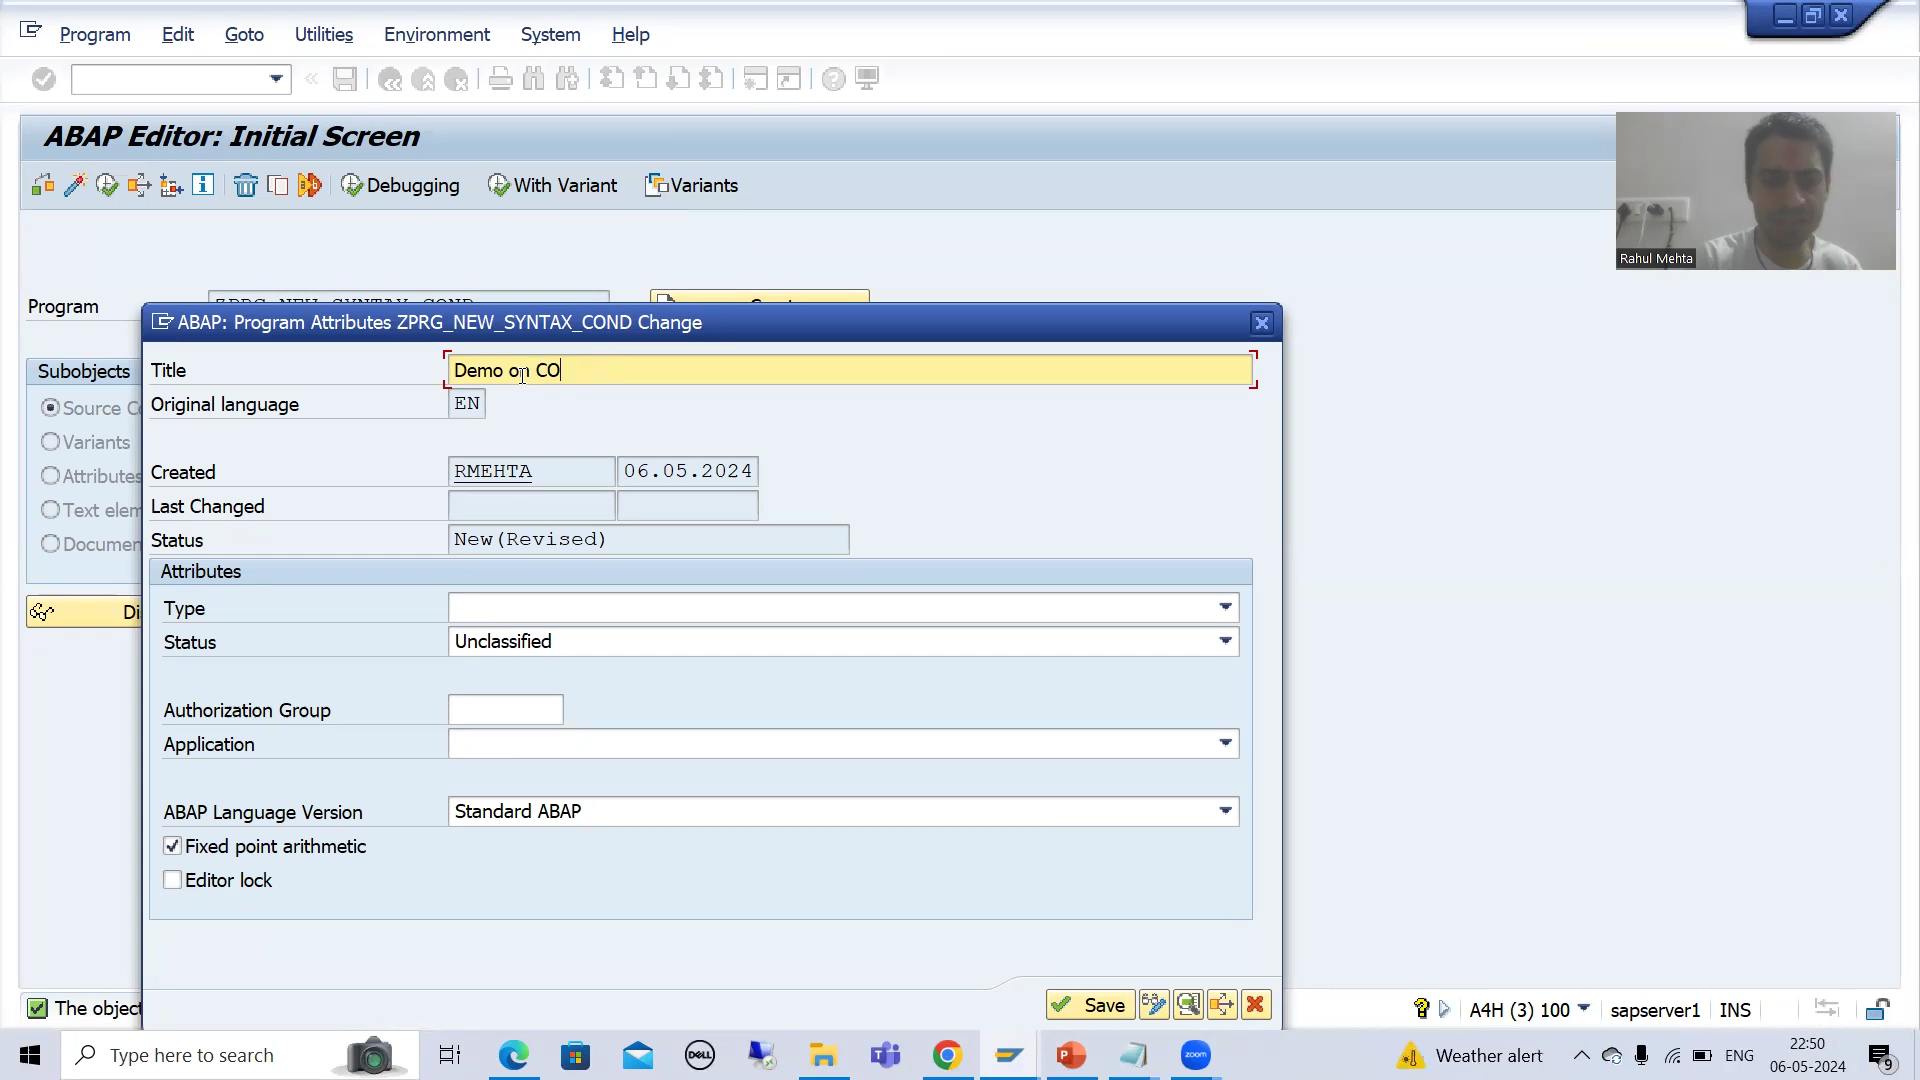 Program Edit Goto Utilities Environment System Help
ABAP Editor: Initial Screen
Debugging With Variant Variants
Rahul Mehta
Program ZPRG_NEW_SYNTAX_COND
ABAP: Program Attributes ZPRG_NEW_SYNTAX_COND Change
Subobjects
Title Demo on CO
Original language EN
Variants
Created RMEHTA 06.05.2024
Attributes
Last Changed
Status New(Revised)
Attributes
Type
Status Unclassified
Authorization Group
Application
ABAP Language Version Standard ABAP
Fixed point arithmetic
Editor lock
Save
The object
A4H (3) 100 sapserver1 INS
Type here to search
DELL
zoom
Weather alert
ENG
22:50
06-05-2024
9